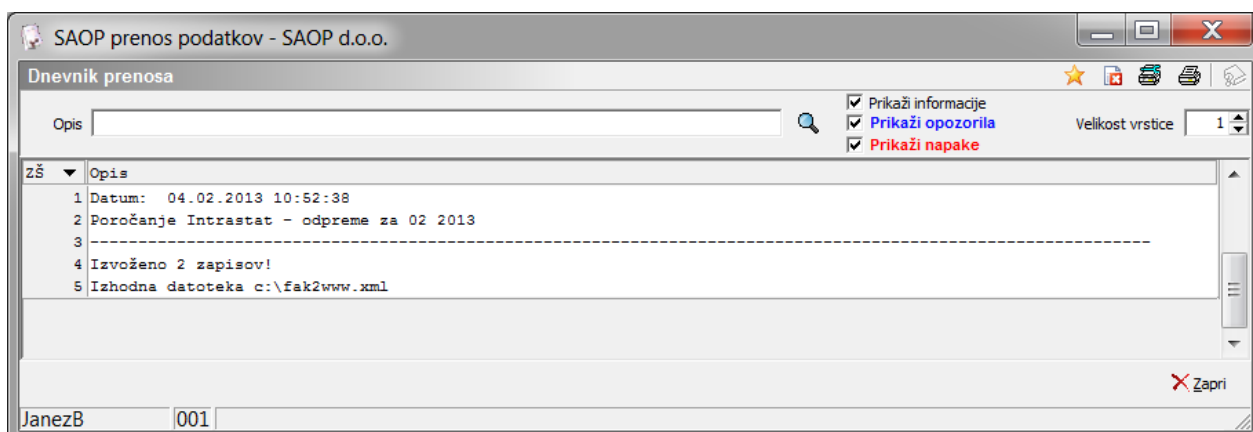 SAOP prenos podatkov - SAOP d.o.o.
Dnevnik prenosa
Opis
Prikaži informacije
Prikaži opozorila
Prikaži napake
Velikost vrstice 1
ZŠ Opis
1 Datum: 04.02.2013 10:52:38
2 Poročanje Intrastat - odpreme za 02 2013
3 --------------------------------------------------------------------------------------------------------------
4 Izvoženo 2 zapisov!
5 Izhodna datoteka c:\fak2www.xml
Zapri
JanezB 001